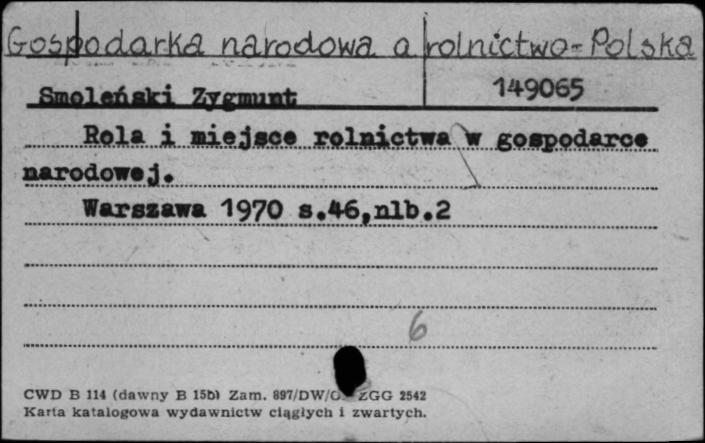 Gospodarka narodowa a rolnictwo - Polska
Smoleński Zygmunt 149065
Rola i miejsce rolnictwa w gospodarce
narodowej.
Warszawa 1970 s.46,nlb.2
6
CWD B 114 (dawny B 15b) Zam. 897/DW/ ZGG 2542
Karta katalogowa wydawnictw ciągłych i zwartych.